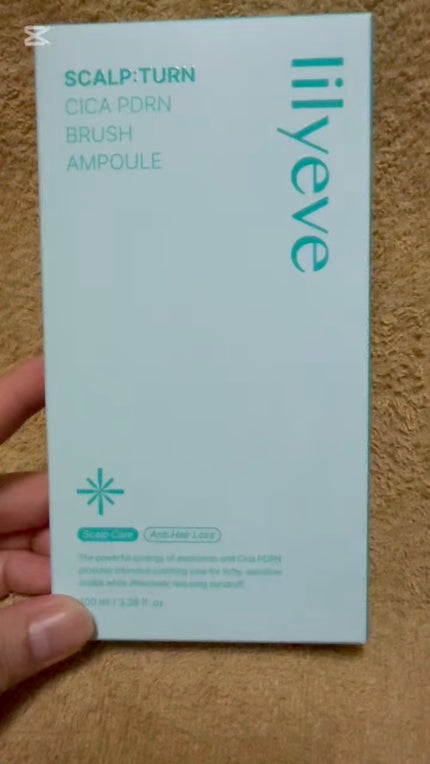 SCALP:TURN
CICA PDRN
BRUSH
AMPOULE
lilyeve
Scalp Care
Anti Hair Loss
The powerful synergy of exosomes and Cica PDRN
provides intensive soothing care for itchy, sensitive
scalps while effectively reducing dandruff.
100 ml / 3.38 fl. oz.